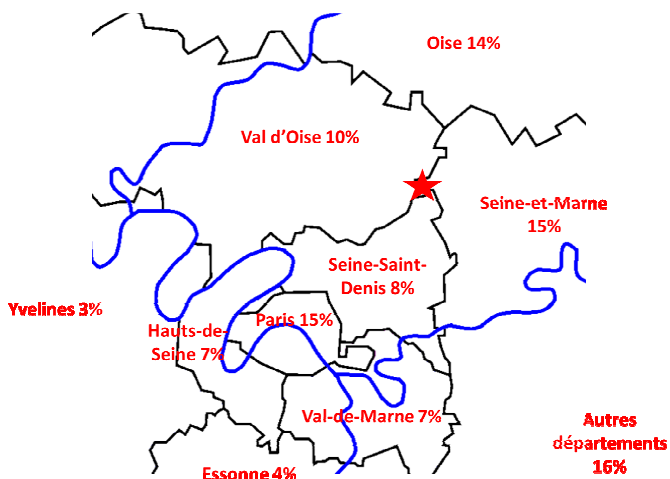 Oise 14%
Val d'Oise 10%
Seine-et-Marne
15%
Seine-Saint-
Denis 8%
Yvelines 3%
Hauts-de-
Seine 7%
Paris 15%
Val-de-Marne 7%
Autres
départements
16%
Essonne 4%